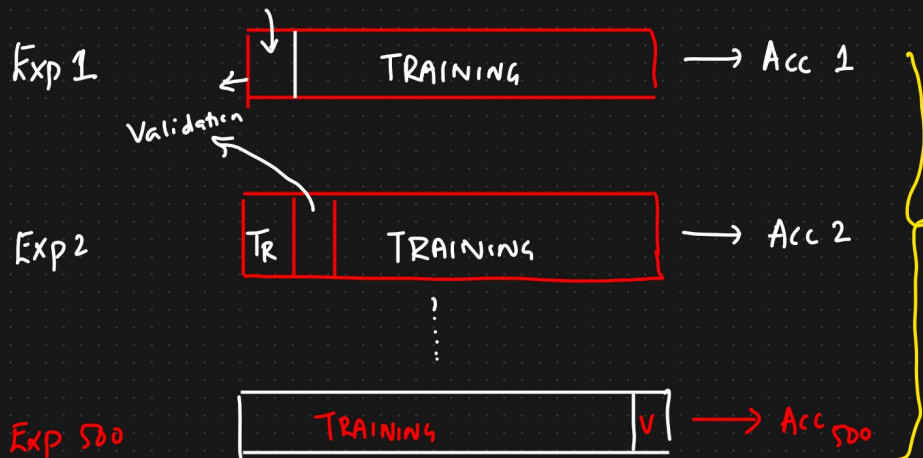 Exp 1 TRAINING → Acc 1
Validation
Exp 2 TR TRAINING → Acc 2
Exp 500 TRAINING V → Acc 500